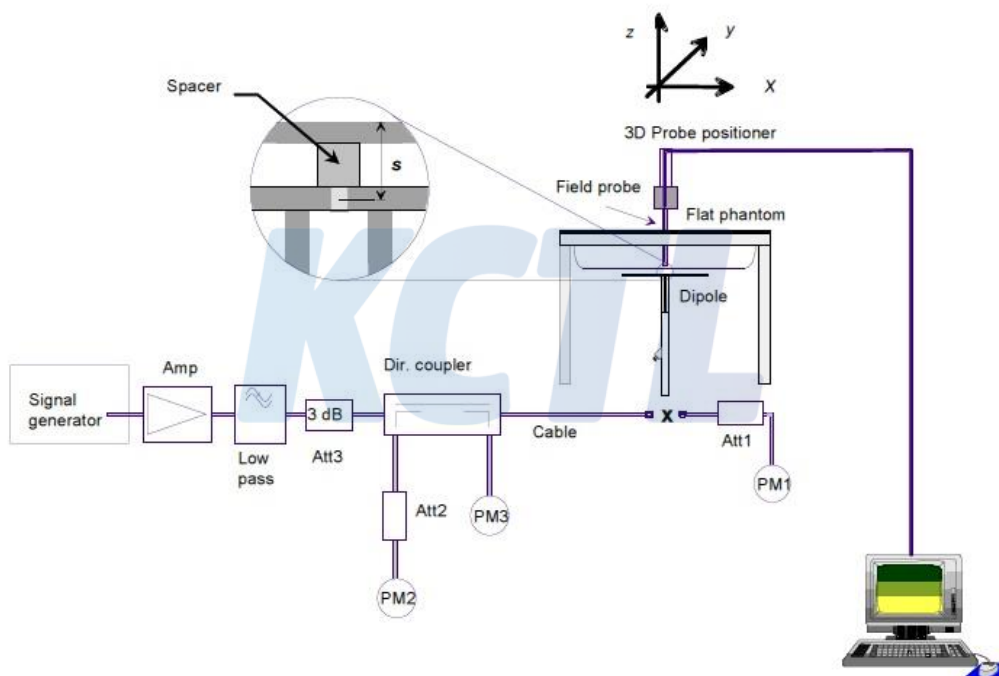 z
y
X
Spacer
s
3D Probe positioner
Field probe
Flat phantom
Dipole
KCTL
Signal
generator
Amp
Low
pass
3 dB
Att3
Dir. coupler
Cable
x
Att1
PM1
Att2
PM3
PM2